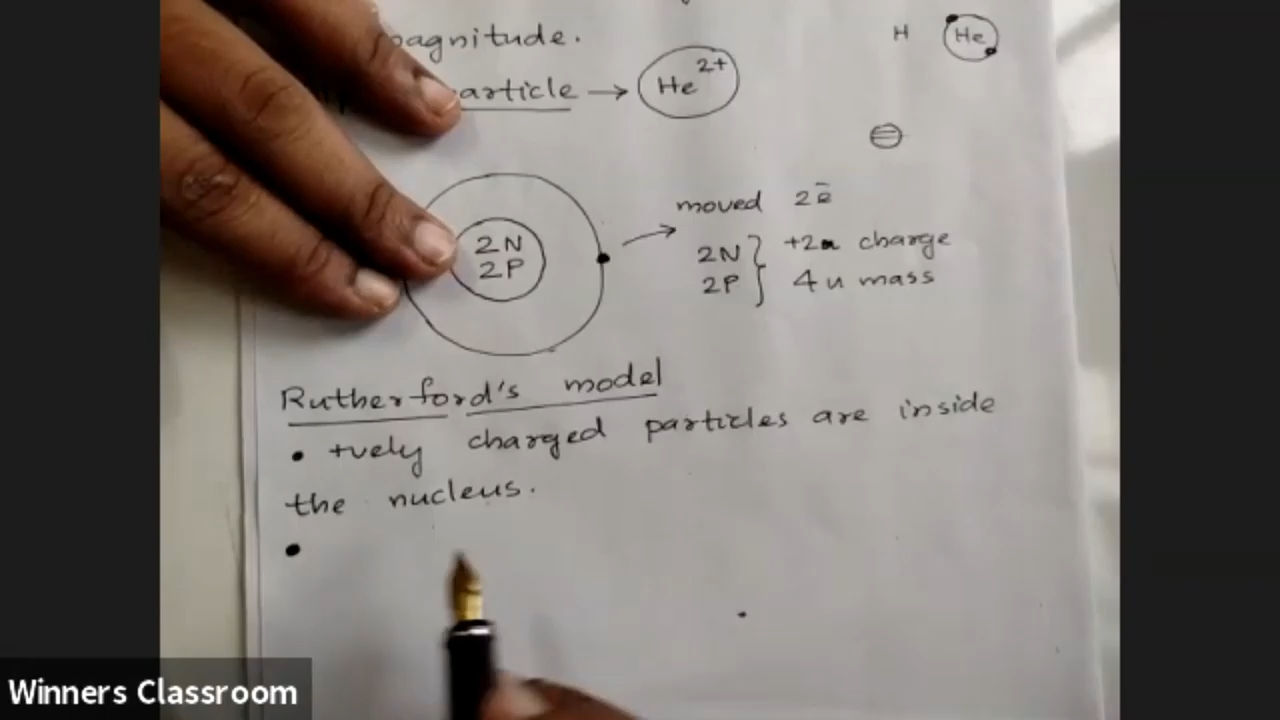 magnitude.
H He
article → He²⁺
⊖
moved 2e̅
2N } +2 charge
2P } 4 u mass
2N
2P
Rutherford's model
• +vely charged particles are inside
the nucleus.
•
Winners Classroom